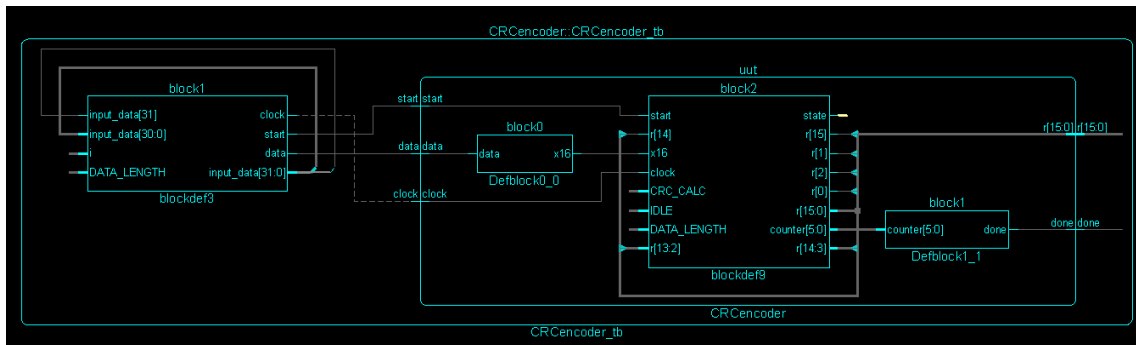 CRCencoder::CRCencoder_tb
uut
block1
block2
input_data[31]
clock
start start
start
state
input_data[30:0]
start
block0
r[14]
r[15]
r[15:0] r[15:0]
i
data
data data
data
x16
x16
r[1]
DATA_LENGTH
input_data[31:0]
clock
r[2]
blockdef3
clock clock
Defblock0_0
CRC_CALC
r[0]
block1
IDLE
r[15:0]
DATA_LENGTH
counter[5:0]
counter[5:0]
done
done done
r[13:2]
r[14:3]
Defblock1_1
blockdef9
CRCencoder
CRCencoder_tb